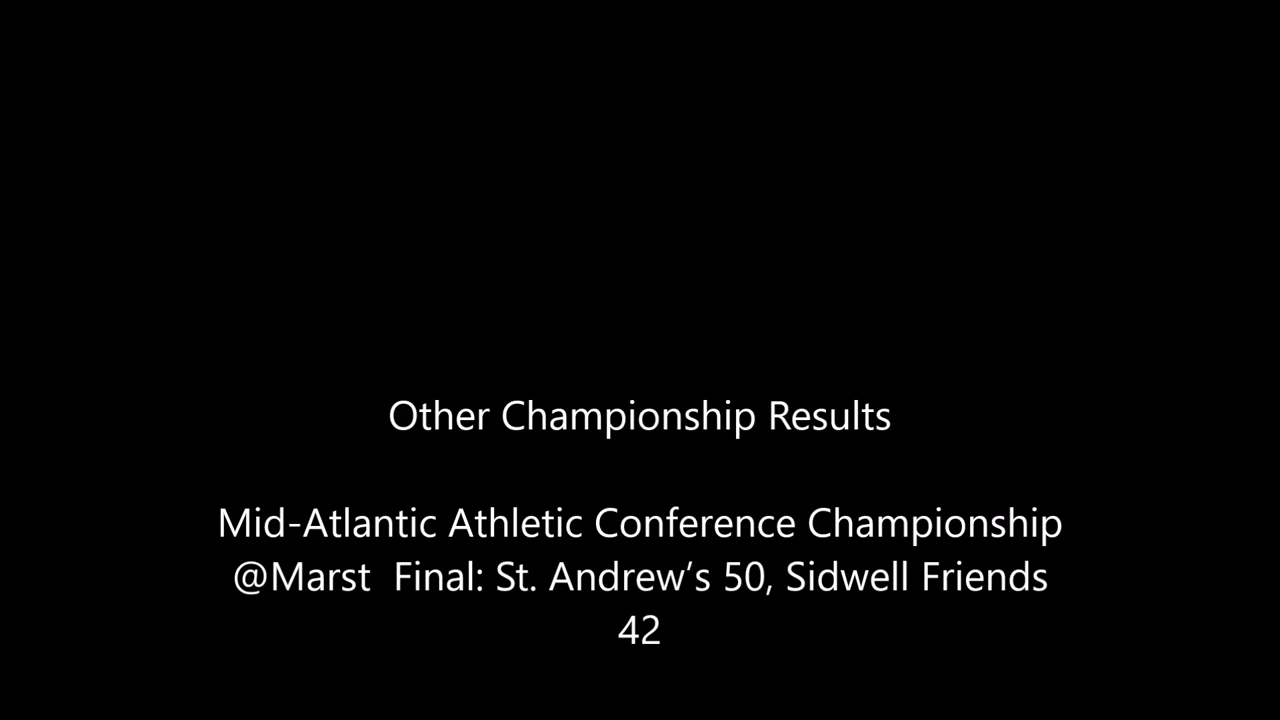 Other Championship Results
Mid-Atlantic Athletic Conference Championship
@Marst  Final: St. Andrew’s 50, Sidwell Friends
42